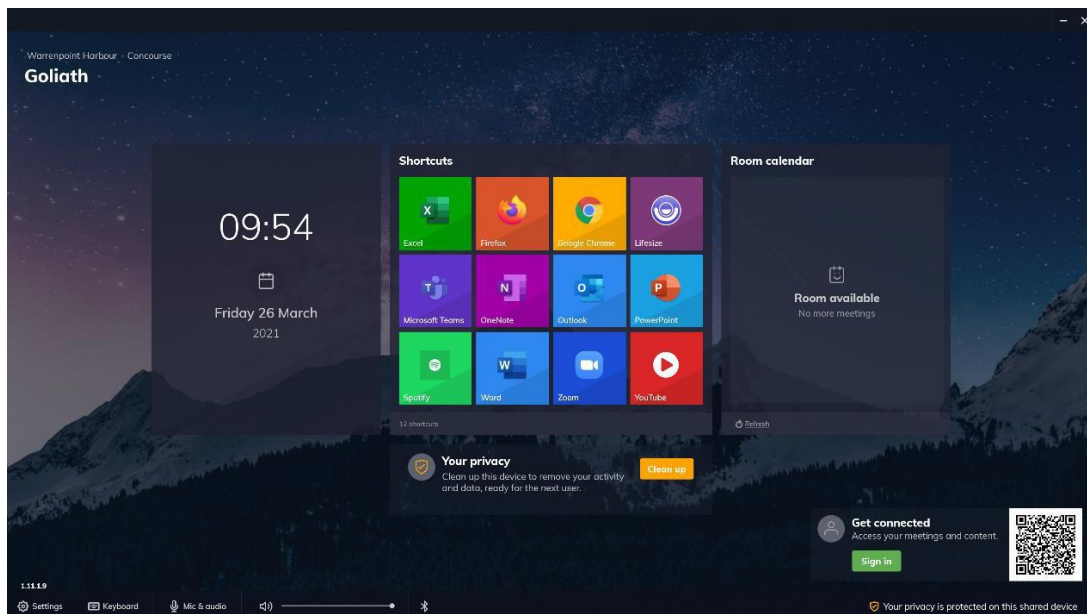 Warrenpoint Harbour - Concourse
Goliath
09:54
Friday 26 March
2021
Shortcuts
Excel
Firefox
Google Chrome
Lifesize
Microsoft Teams
OneNote
Outlook
PowerPoint
Spotify
Word
Zoom
YouTube
12 shortcuts
Room calendar
Room available
No more meetings
Refresh
Your privacy
Clean up this device to remove your activity
and data, ready for the next user.
Clean up
Get connected
Access your meetings and content.
Sign in
1.11.1.9
Settings
Keyboard
Mic & audio
Your privacy is protected on this shared device